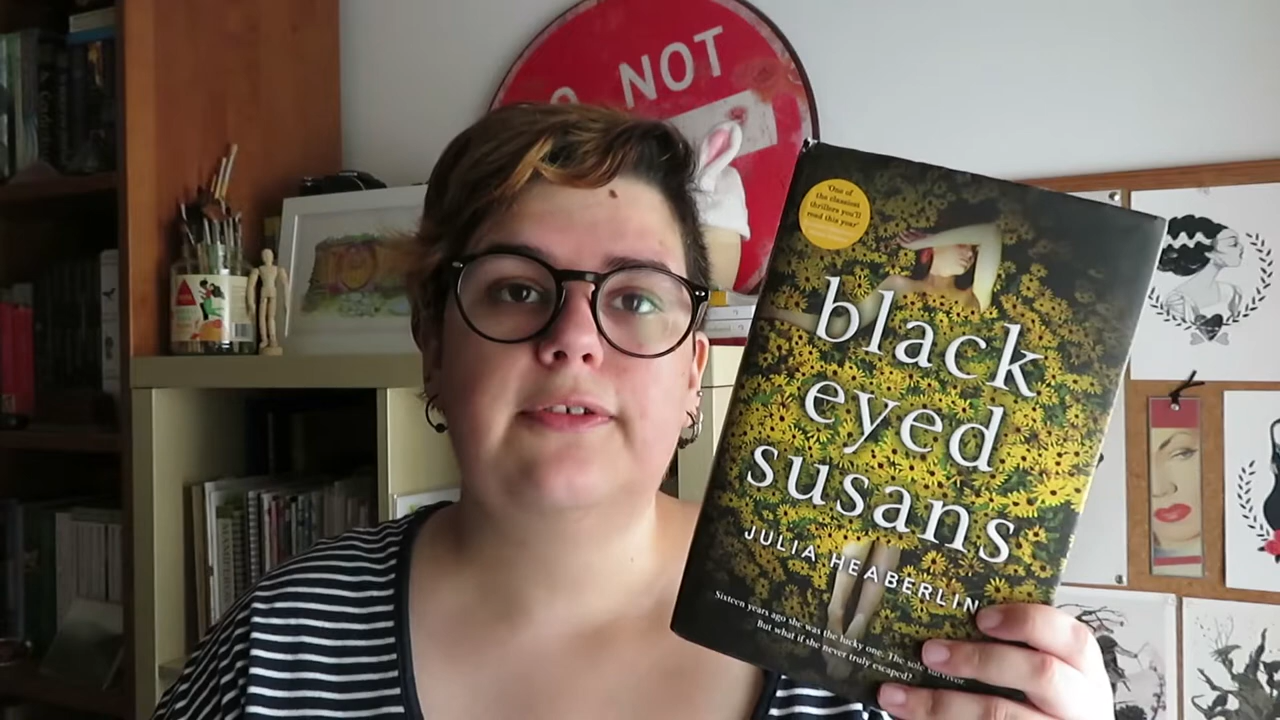 NOT
'One of
the classiest
thrillers you'll
read this year'
black
eyed
susans
JULIA HEABERLIN
Sixteen years ago she was the lucky one. The sole survivor.
But what if she never truly escaped?